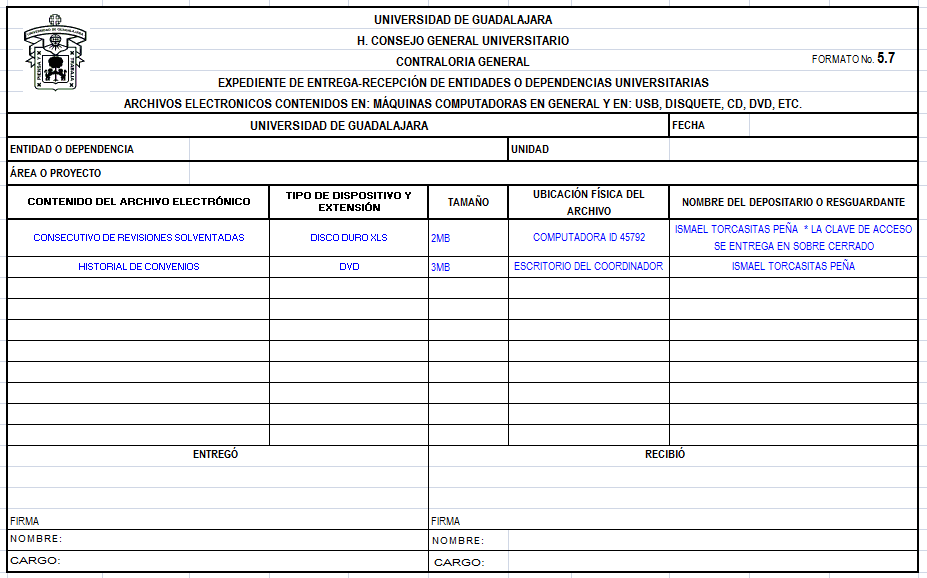 UNIVERSIDAD DE GUADALAJARA
H. CONSEJO GENERAL UNIVERSITARIO
CONTRALORIA GENERAL
FORMATO No. 5.7
EXPEDIENTE DE ENTREGA-RECEPCIÓN DE ENTIDADES O DEPENDENCIAS UNIVERSITARIAS
ARCHIVOS ELECTRONICOS CONTENIDOS EN: MÁQUINAS COMPUTADORAS EN GENERAL Y EN: USB, DISQUETE, CD, DVD, ETC.
UNIVERSIDAD DE GUADALAJARA
FECHA
ENTIDAD O DEPENDENCIA
UNIDAD
ÁREA O PROYECTO
CONTENIDO DEL ARCHIVO ELECTRÓNICO
TIPO DE DISPOSITIVO Y
EXTENSIÓN
TAMAÑO
UBICACIÓN FÍSICA DEL
ARCHIVO
NOMBRE DEL DEPOSITARIO O RESGUARDANTE
CONSECUTIVO DE REVISIONES SOLVENTADAS
DISCO DURO XLS
2MB
COMPUTADORA ID 45792
ISMAEL TORCASITAS PEÑA * LA CLAVE DE ACCESO
SE ENTREGA EN SOBRE CERRADO
HISTORIAL DE CONVENIOS
DVD
3MB
ESCRITORIO DEL COORDINADOR
ISMAEL TORCASITAS PEÑA
ENTREGÓ
RECIBIÓ
FIRMA
FIRMA
NOMBRE:
NOMBRE:
CARGO:
CARGO: